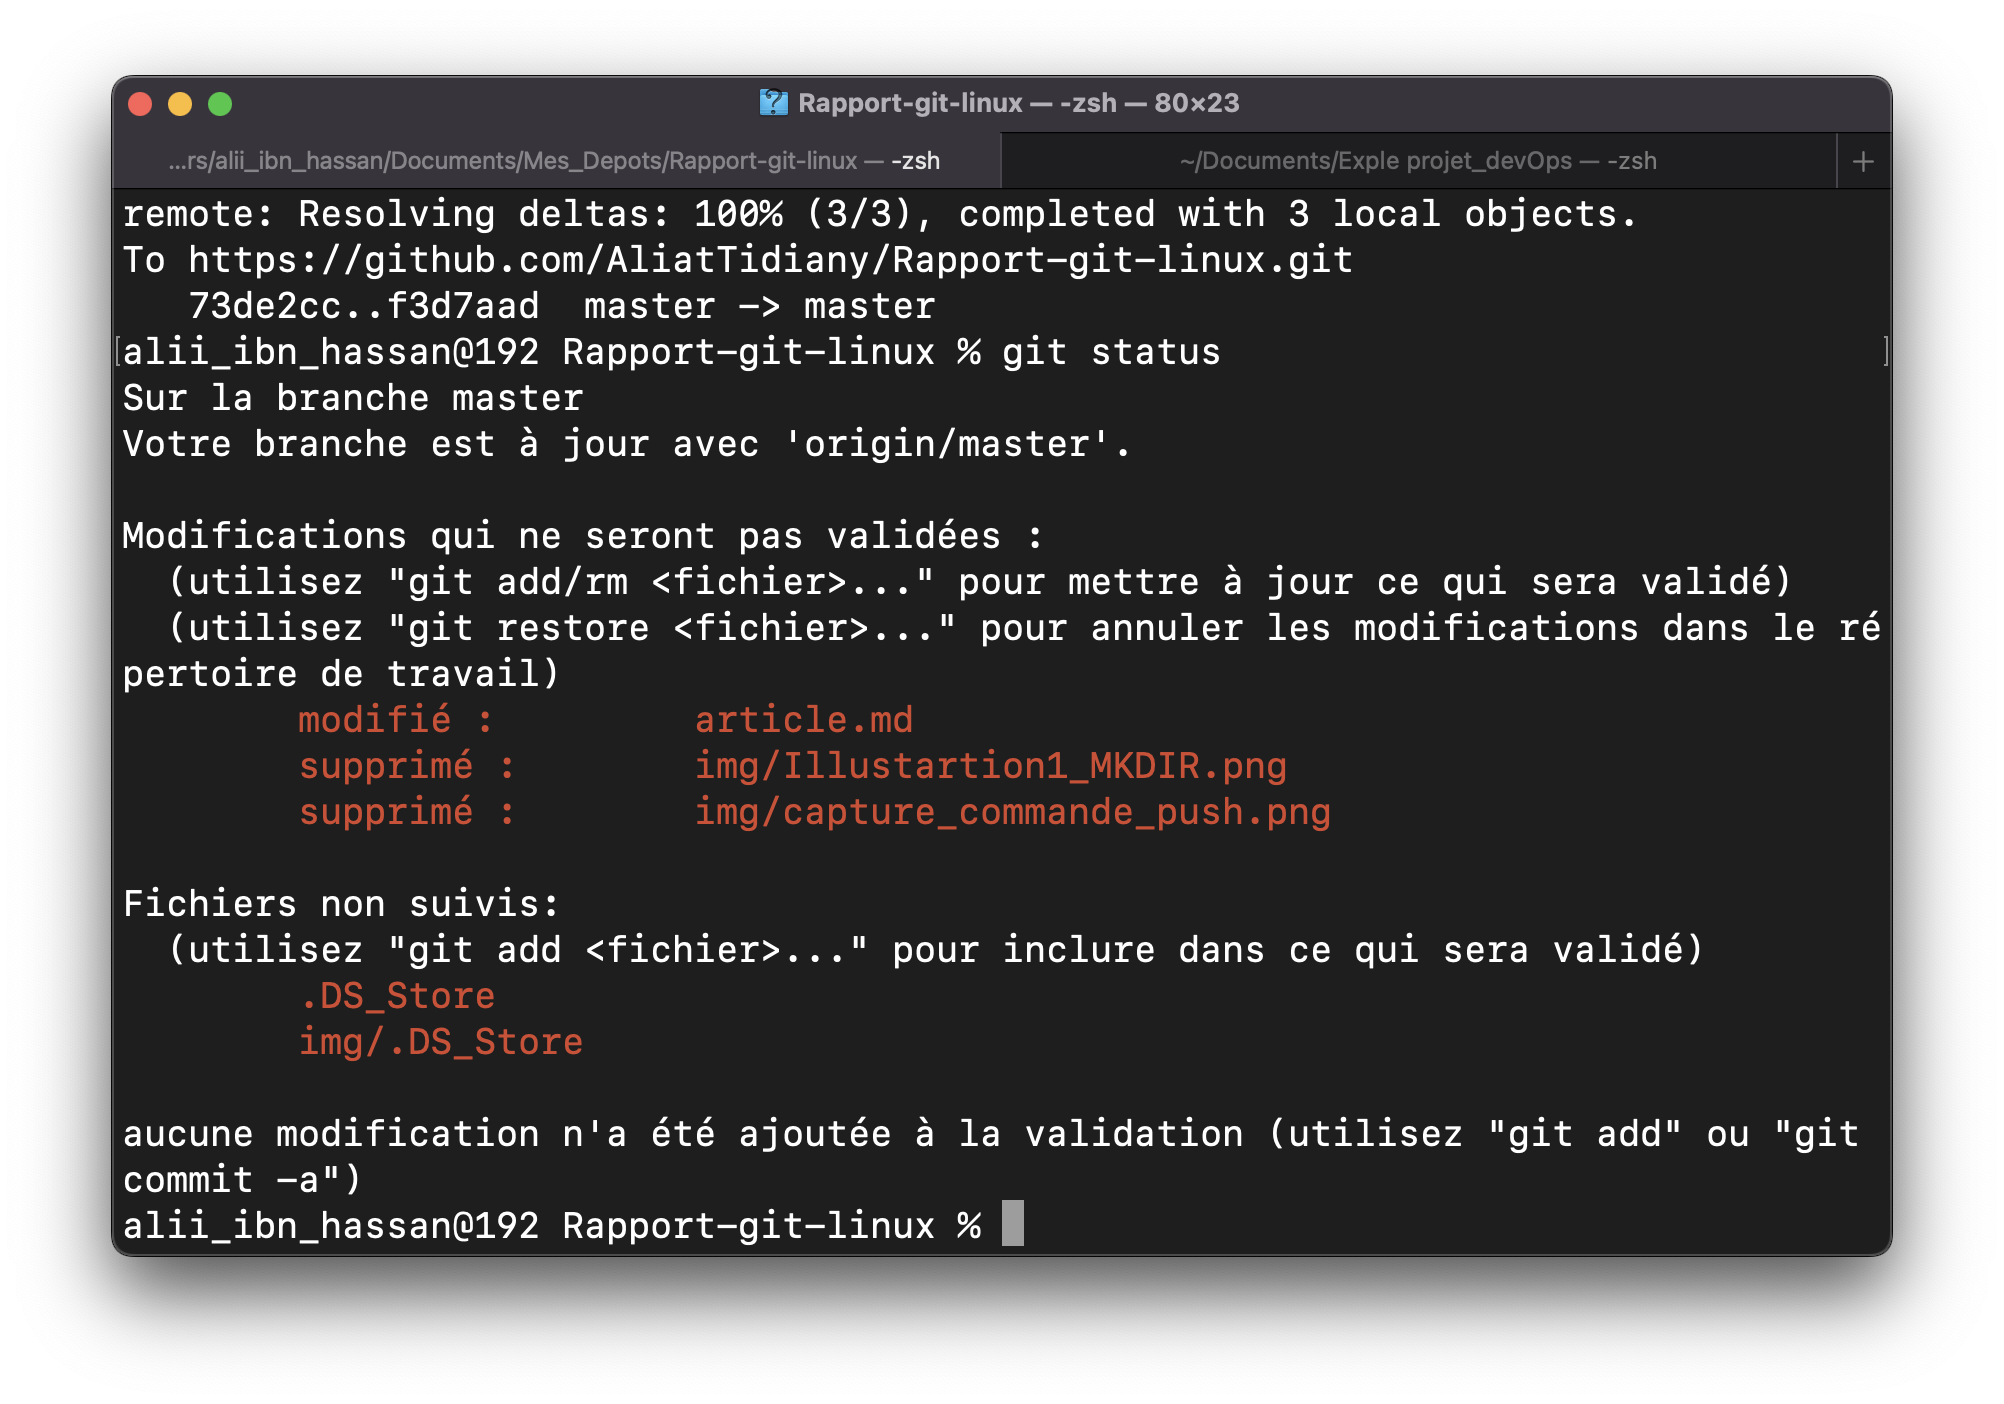 Rapport-git-linux — -zsh — 80×23
...rs/alii_ibn_hassan/Documents/Mes_Depots/Rapport-git-linux — -zsh
~/Documents/Exple projet_devOps — -zsh
+
remote: Resolving deltas: 100% (3/3), completed with 3 local objects.
To https://github.com/AliatTidiany/Rapport-git-linux.git
   73de2cc..f3d7aad  master -> master
[alii_ibn_hassan@192 Rapport-git-linux % git status ]
Sur la branche master
Votre branche est à jour avec 'origin/master'.
Modifications qui ne seront pas validées :
  (utilisez "git add/rm <fichier>..." pour mettre à jour ce qui sera validé)
  (utilisez "git restore <fichier>..." pour annuler les modifications dans le ré
pertoire de travail)
        modifié :         article.md
        supprimé :        img/Illustartion1_MKDIR.png
        supprimé :        img/capture_commande_push.png
Fichiers non suivis:
  (utilisez "git add <fichier>..." pour inclure dans ce qui sera validé)
        .DS_Store
        img/.DS_Store
aucune modification n'a été ajoutée à la validation (utilisez "git add" ou "git
commit -a")
alii_ibn_hassan@192 Rapport-git-linux %